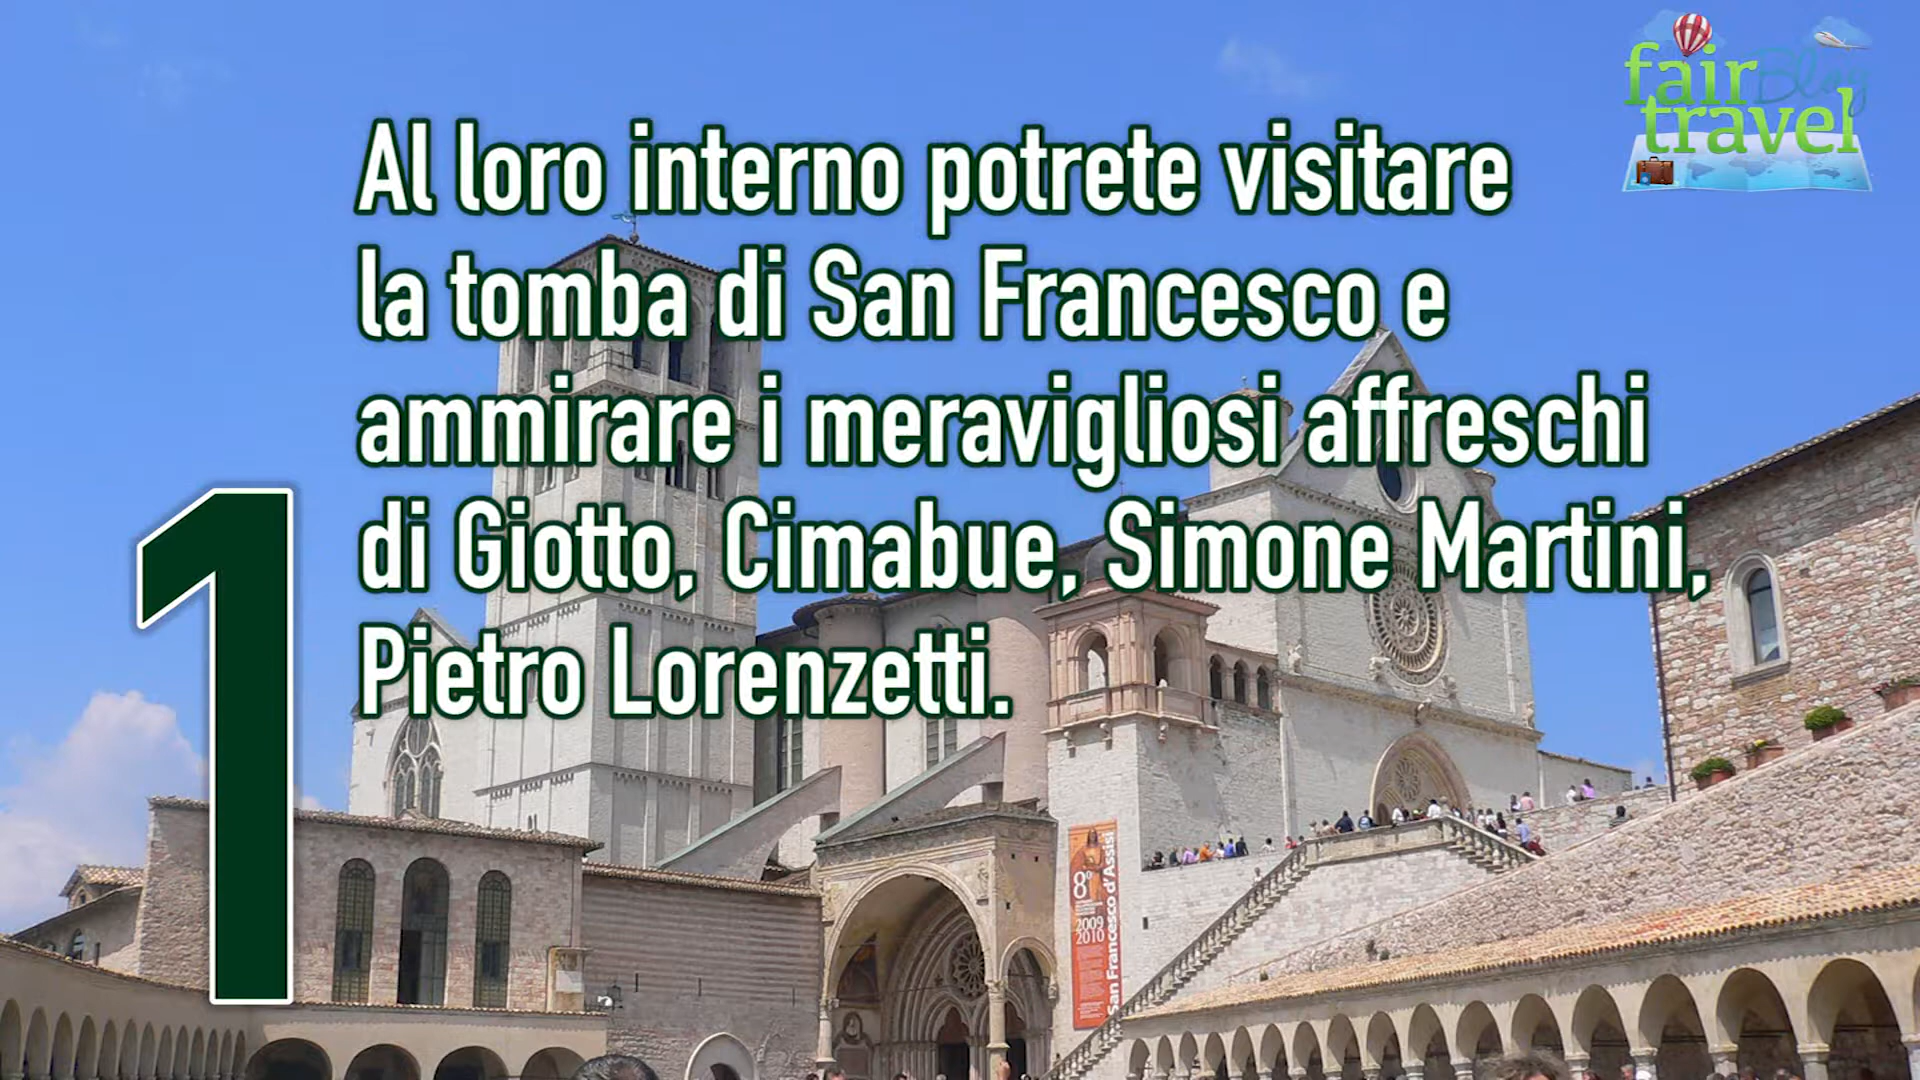 fair Blog
travel
Al loro interno potrete visitare
la tomba di San Francesco e
ammirare i meravigliosi affreschi
di Giotto, Cimabue, Simone Martini,
Pietro Lorenzetti.
1
8°
2009
2010
San Francesco d'Assisi